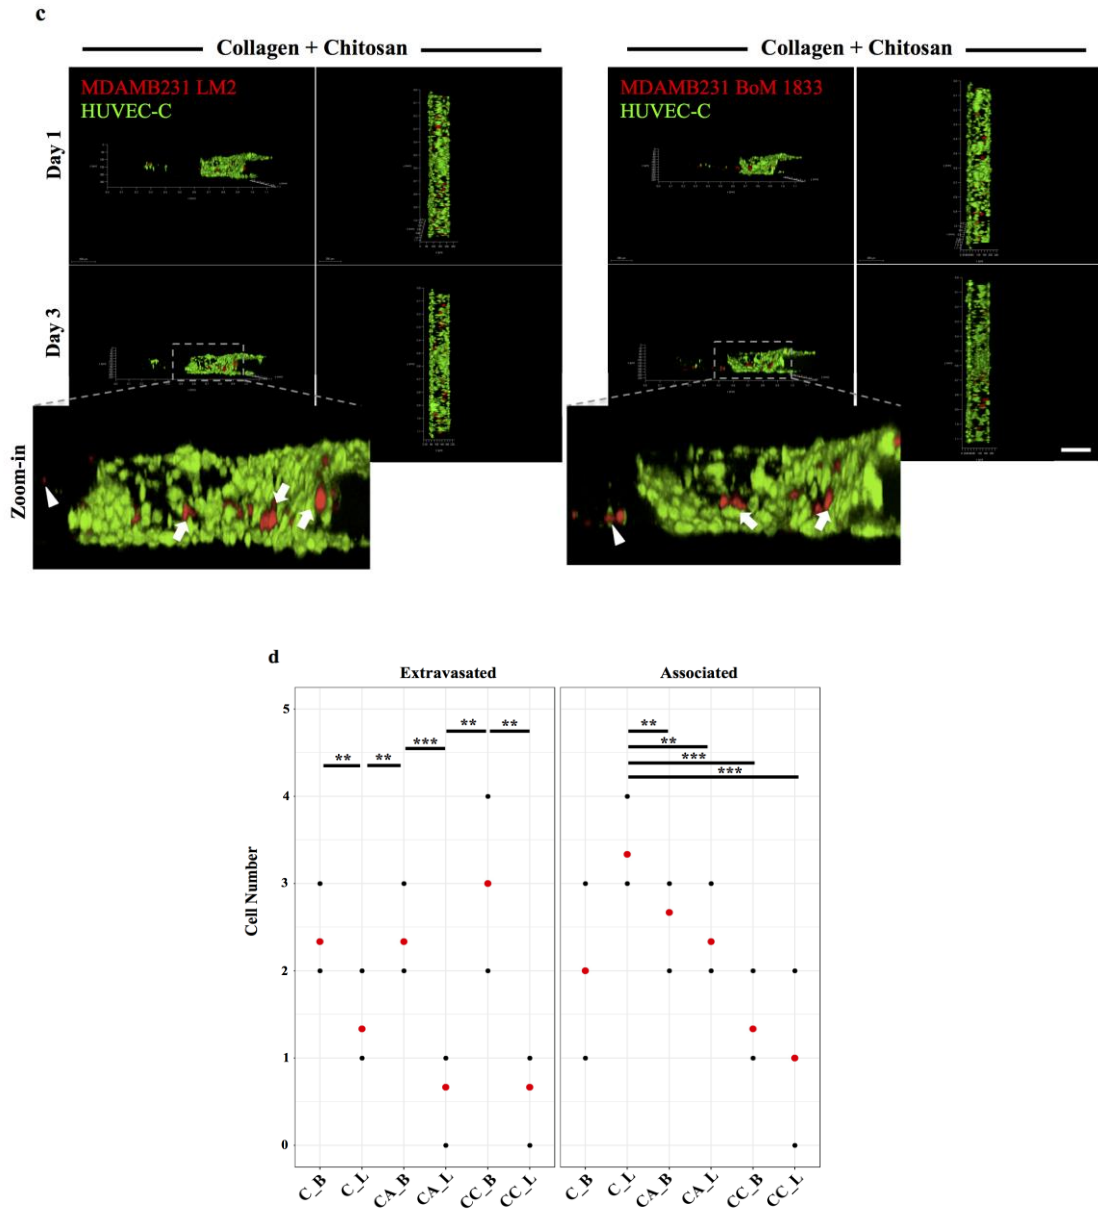 c
Collagen + Chitosan
Collagen + Chitosan
Day 1
MDAMB231 LM2
HUVEC-C
MDAMB231 BoM 1833
HUVEC-C
Day 3
Zoom-in
d
Extravasated
Associated
Cell Number
5
4
3
2
1
0
** ** *** ** **
**
**
***
***
C_B C_L CA_B CA_L CC_B CC_L
C_B C_L CA_B CA_L CC_B CC_L